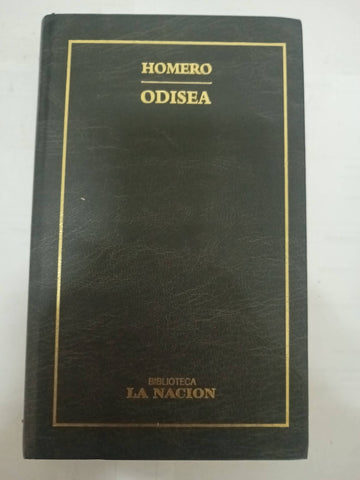 HOMERO
ODISEA
BIBLIOTECA
LA NACION